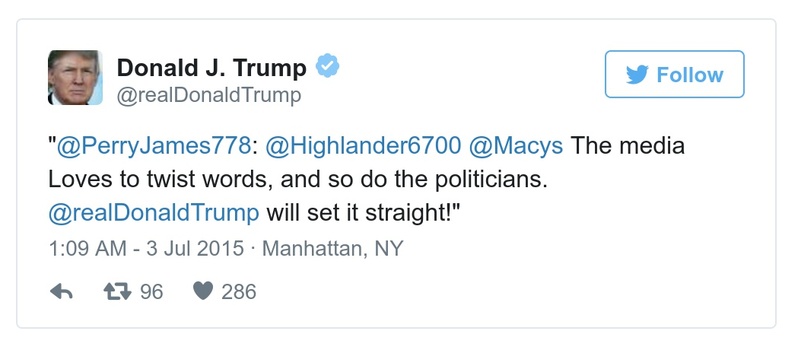 Donald J. Trump
@realDonaldTrump
Follow
"@PerryJames778: @Highlander6700 @Macys The media
Loves to twist words, and so do the politicians.
@realDonaldTrump will set it straight!"
1:09 AM - 3 Jul 2015 · Manhattan, NY
96 286